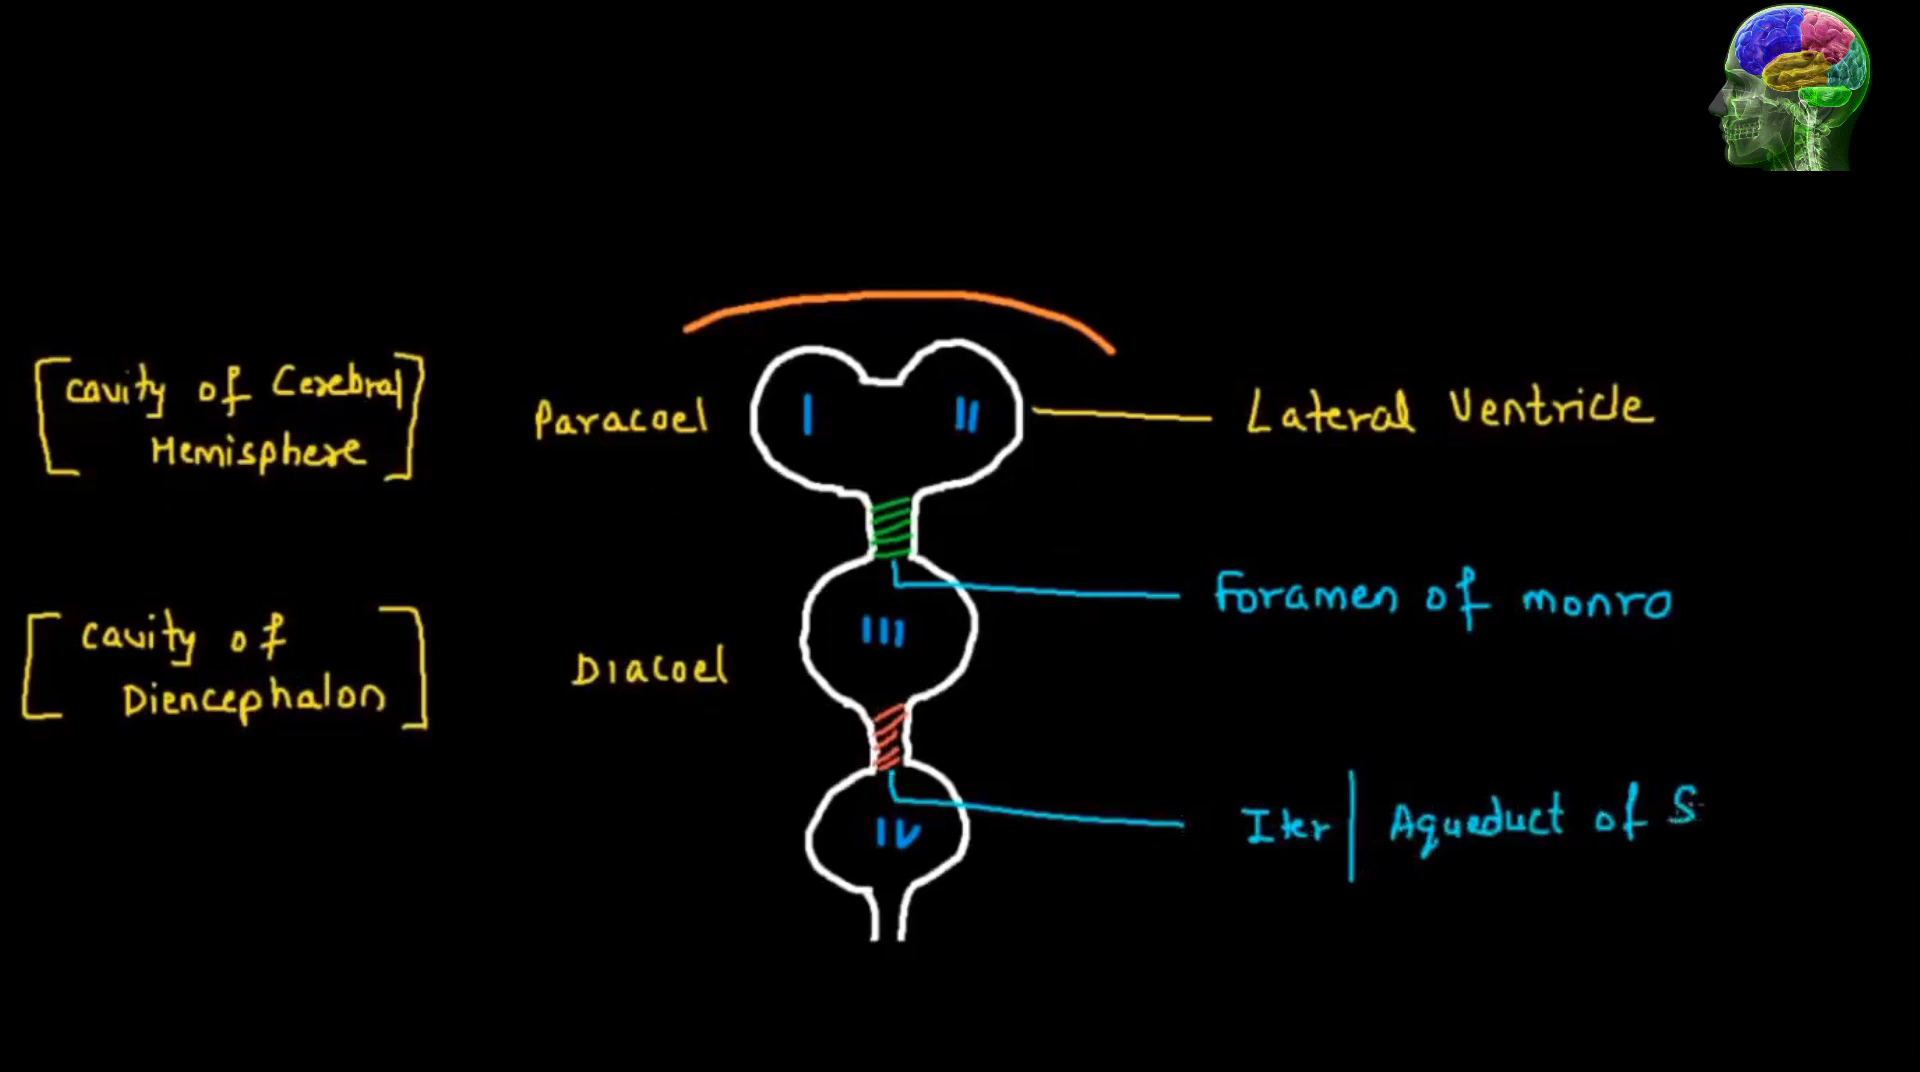 [Cavity of Cerebral
Hemisphere]
Paracoel
I
II
Lateral Ventricle
Foramen of monro
[Cavity of
Diencephalon]
Diacoel
III
IV
Iter | Aqueduct of S